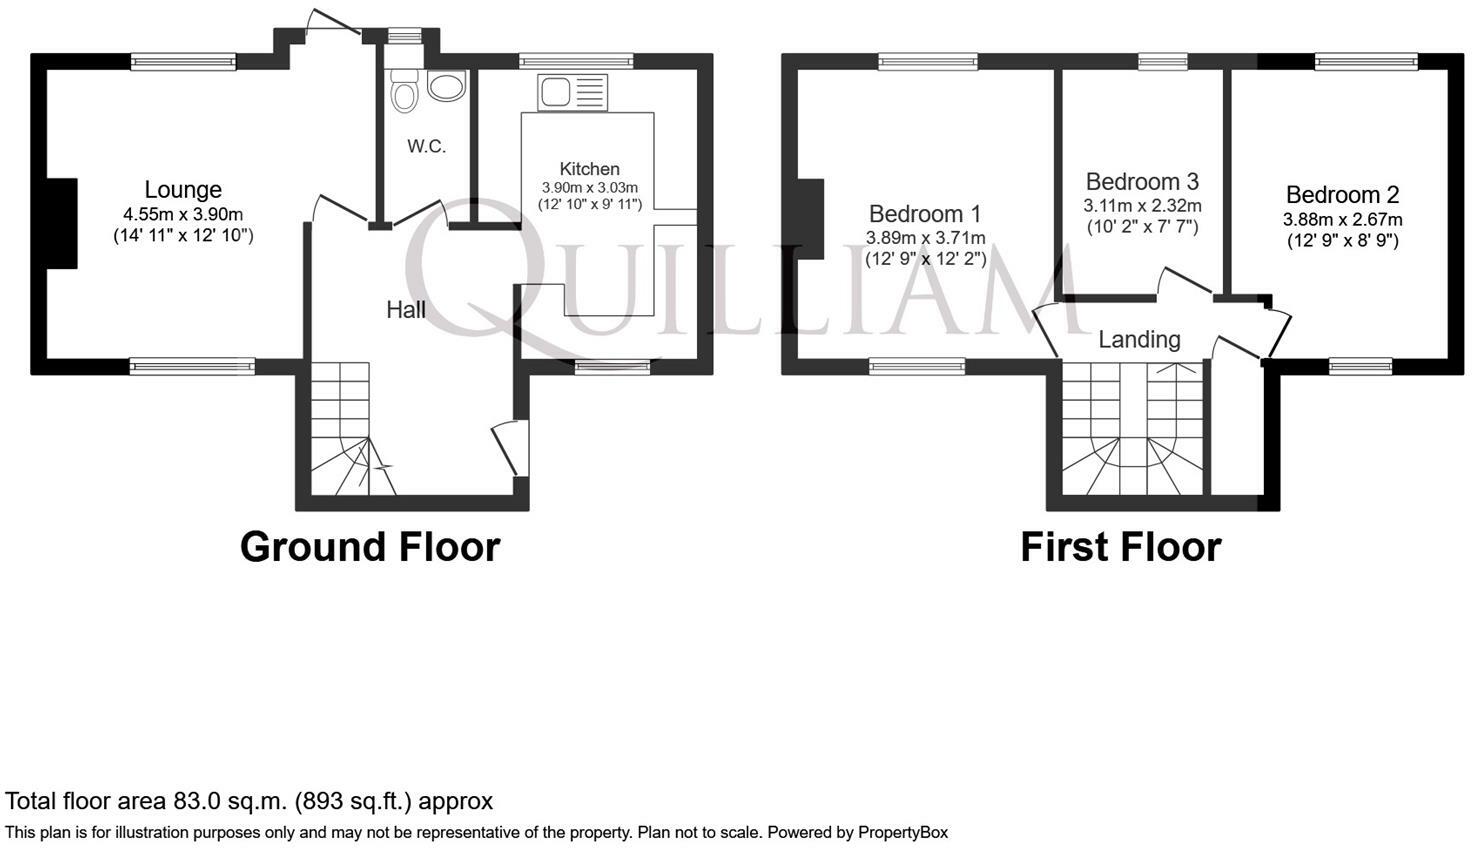 Lounge
4.55m x 3.90m
(14' 11" x 12' 10")
W.C.
Kitchen
3.90m x 3.03m
(12' 10" x 9' 11")
Hall
Ground Floor
Bedroom 1
3.89m x 3.71m
(12' 9" x 12' 2")
Bedroom 3
3.11m x 2.32m
(10' 2" x 7' 7")
Bedroom 2
3.88m x 2.67m
(12' 9" x 8' 9")
Landing
First Floor
QUILLIAM
Total floor area 83.0 sq.m. (893 sq.ft.) approx
This plan is for illustration purposes only and may not be representative of the property. Plan not to scale. Powered by PropertyBox